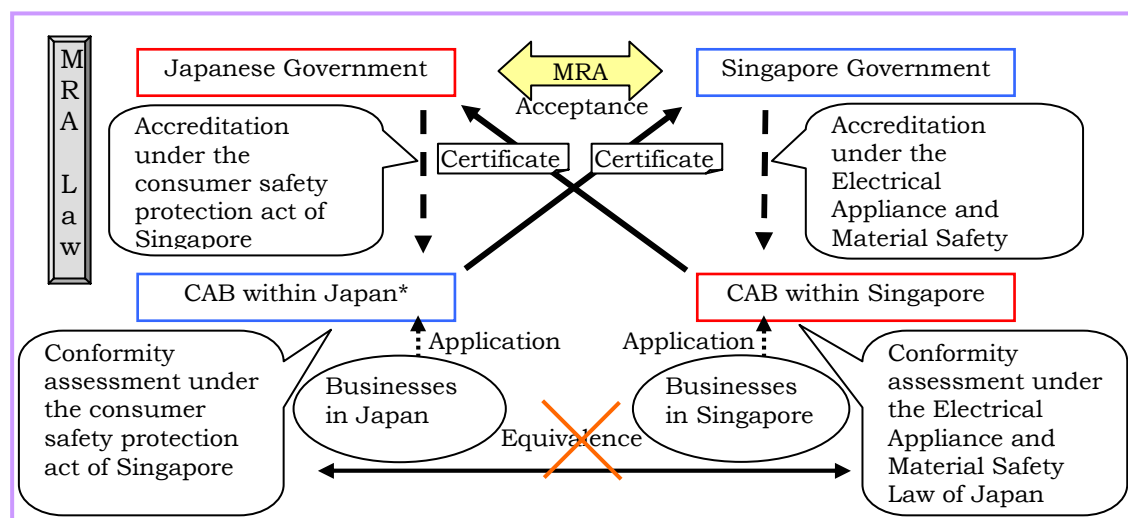 MRA Law
Japanese Government
MRA
Singapore Government
Acceptance
Accreditation
under the
consumer safety
protection act of
Singapore
Certificate
Certificate
Accreditation
under the
Electrical
Appliance and
Material Safety
CAB within Japan*
CAB within Singapore
Application
Application
Conformity
assessment under
the consumer
safety protection
act of Singapore
Businesses
in Japan
Equivalence
Businesses
in Singapore
Conformity
assessment under
the Electrical
Appliance and
Material Safety
Law of Japan